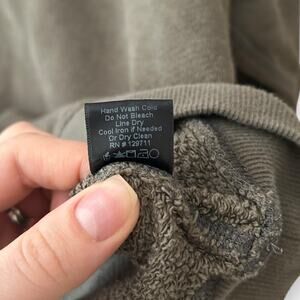 Hand Wash Cold
Do Not Bleach
Line Dry
Cool Iron if Needed
Or Dry Clean
RN # 129711